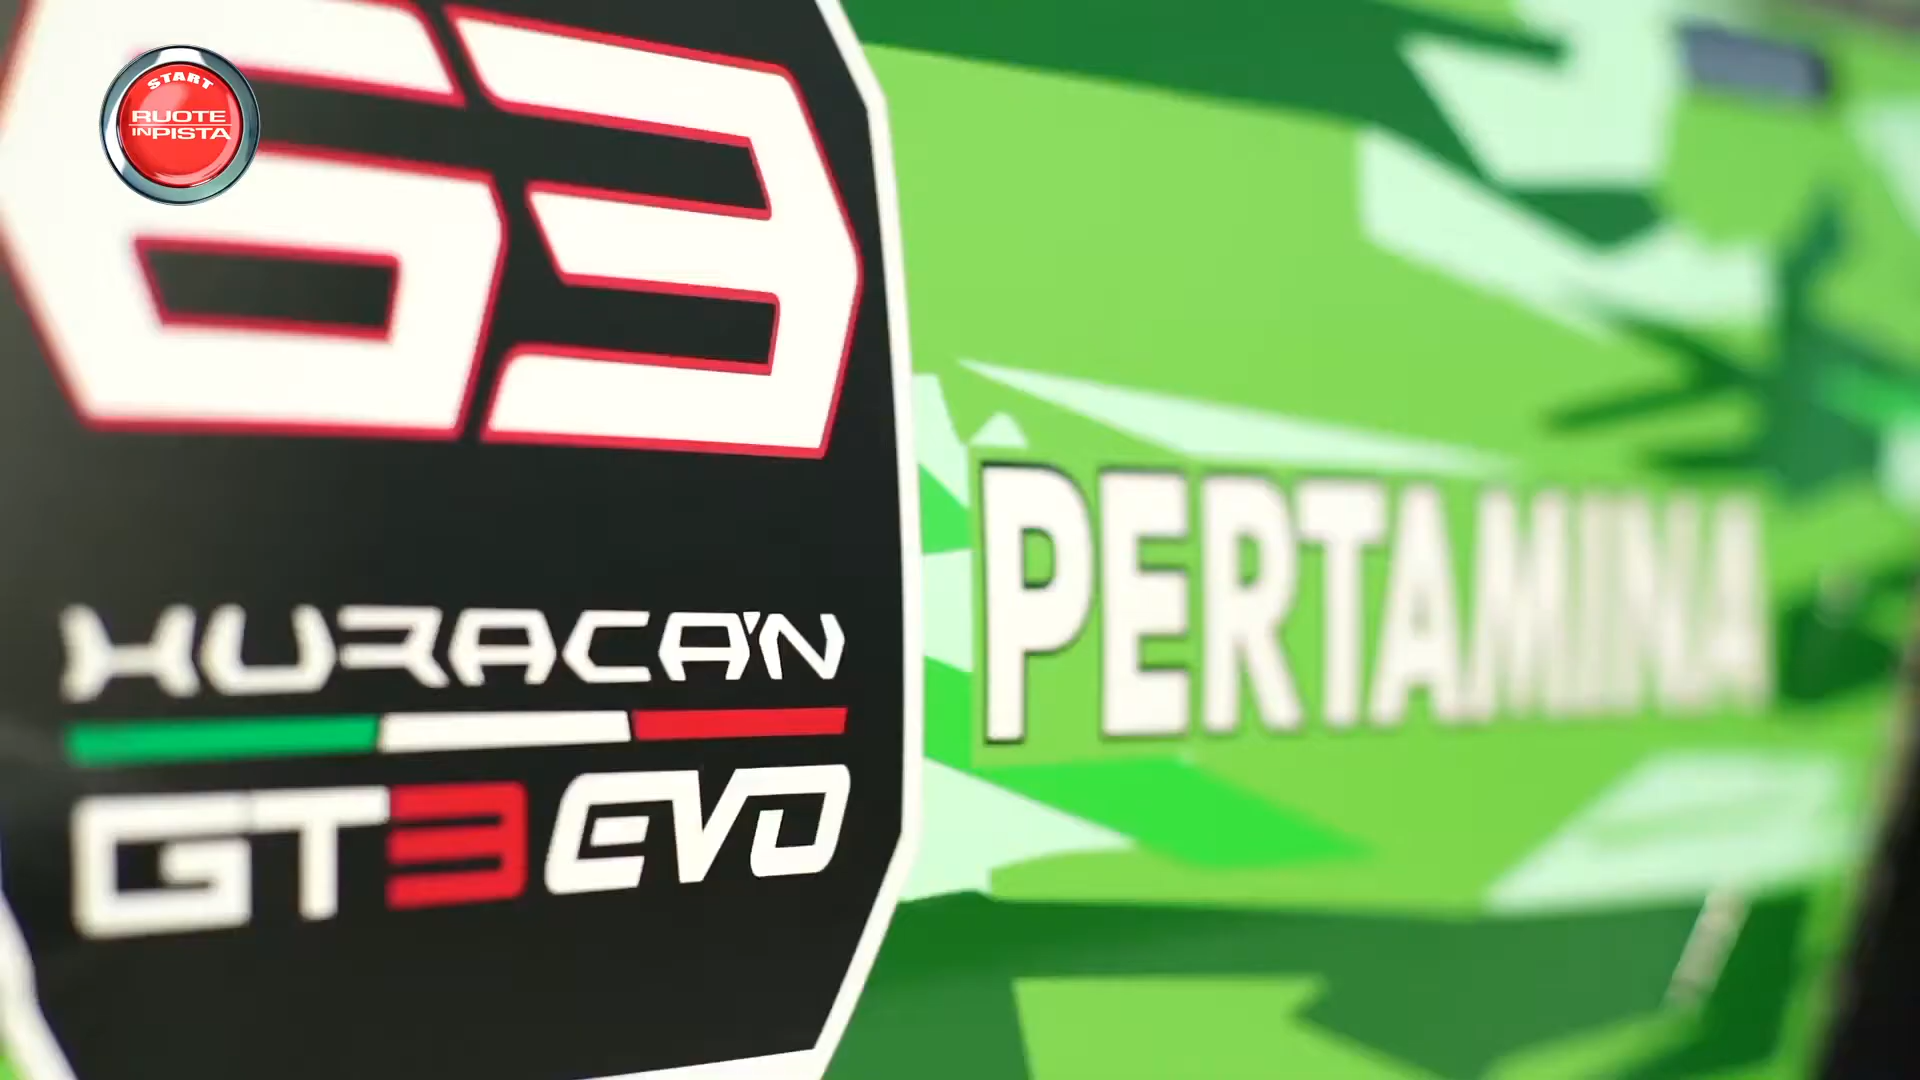 63
START
RUOTE
IN PISTA
HURACÁN
GT3 EVO
PERTAMINA